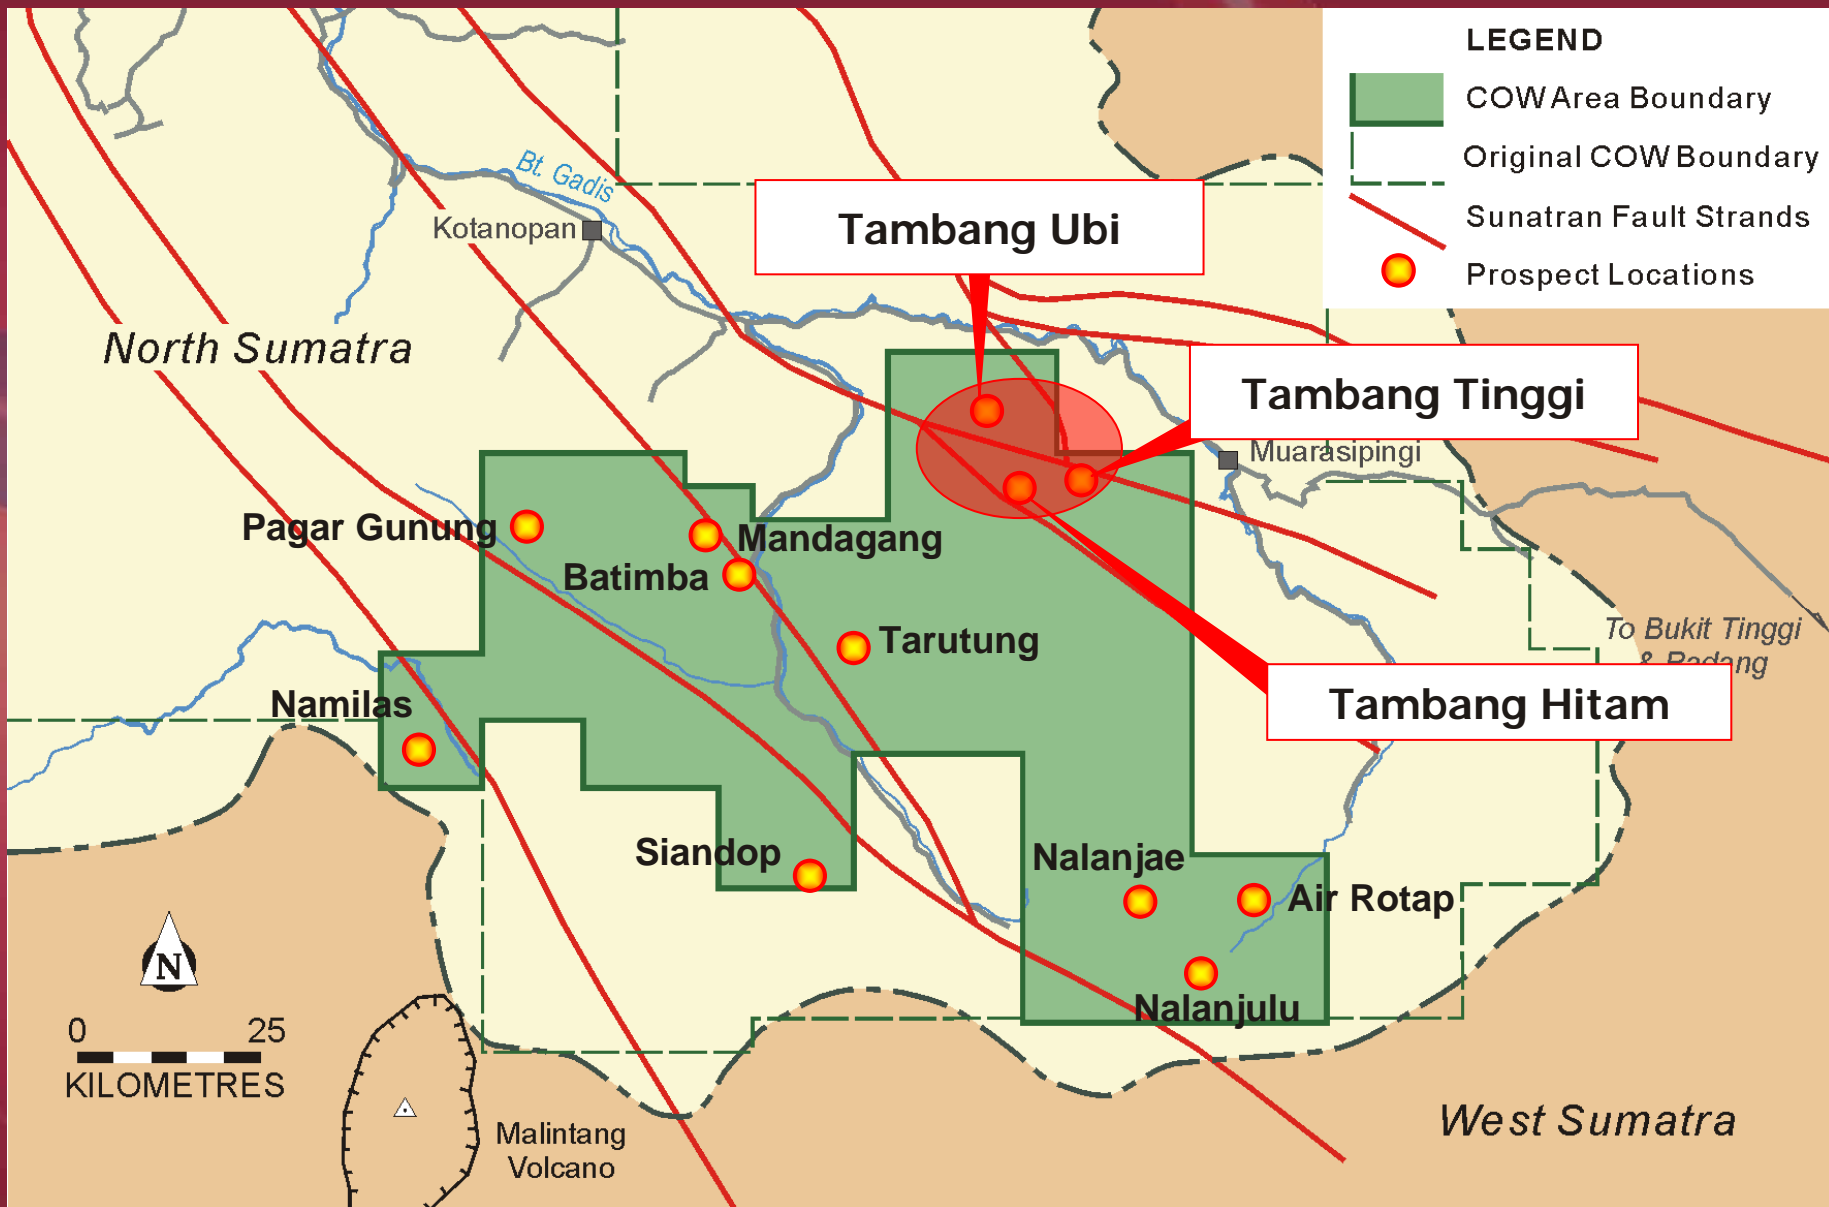 LEGEND
COW Area Boundary
Original COW Boundary
Sunatran Fault Strands
Prospect Locations
Bt. Gadis
Kotanopan
Tambang Ubi
North Sumatra
Tambang Tinggi
Muarasipingi
Pagar Gunung
Mandagang
Batimba
Tarutung
To Bukit Tinggi
& Padang
Namilas
Tambang Hitam
Siandop
Nalanjae
Air Rotap
N
Nalanjulu
0 25
KILOMETRES
Malintang
Volcano
West Sumatra